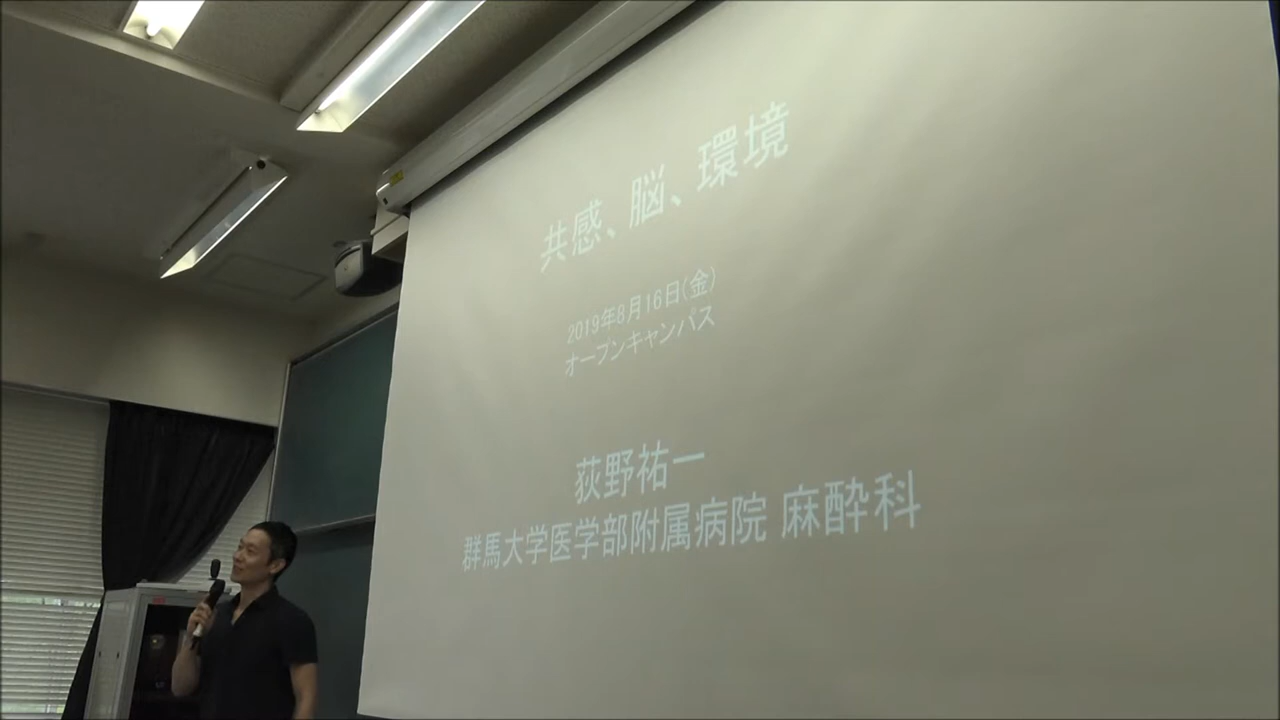 共感、脳、環境
2019年8月16日(金)
オープンキャンパス
荻野祐一
群馬大学医学部附属病院 麻酔科